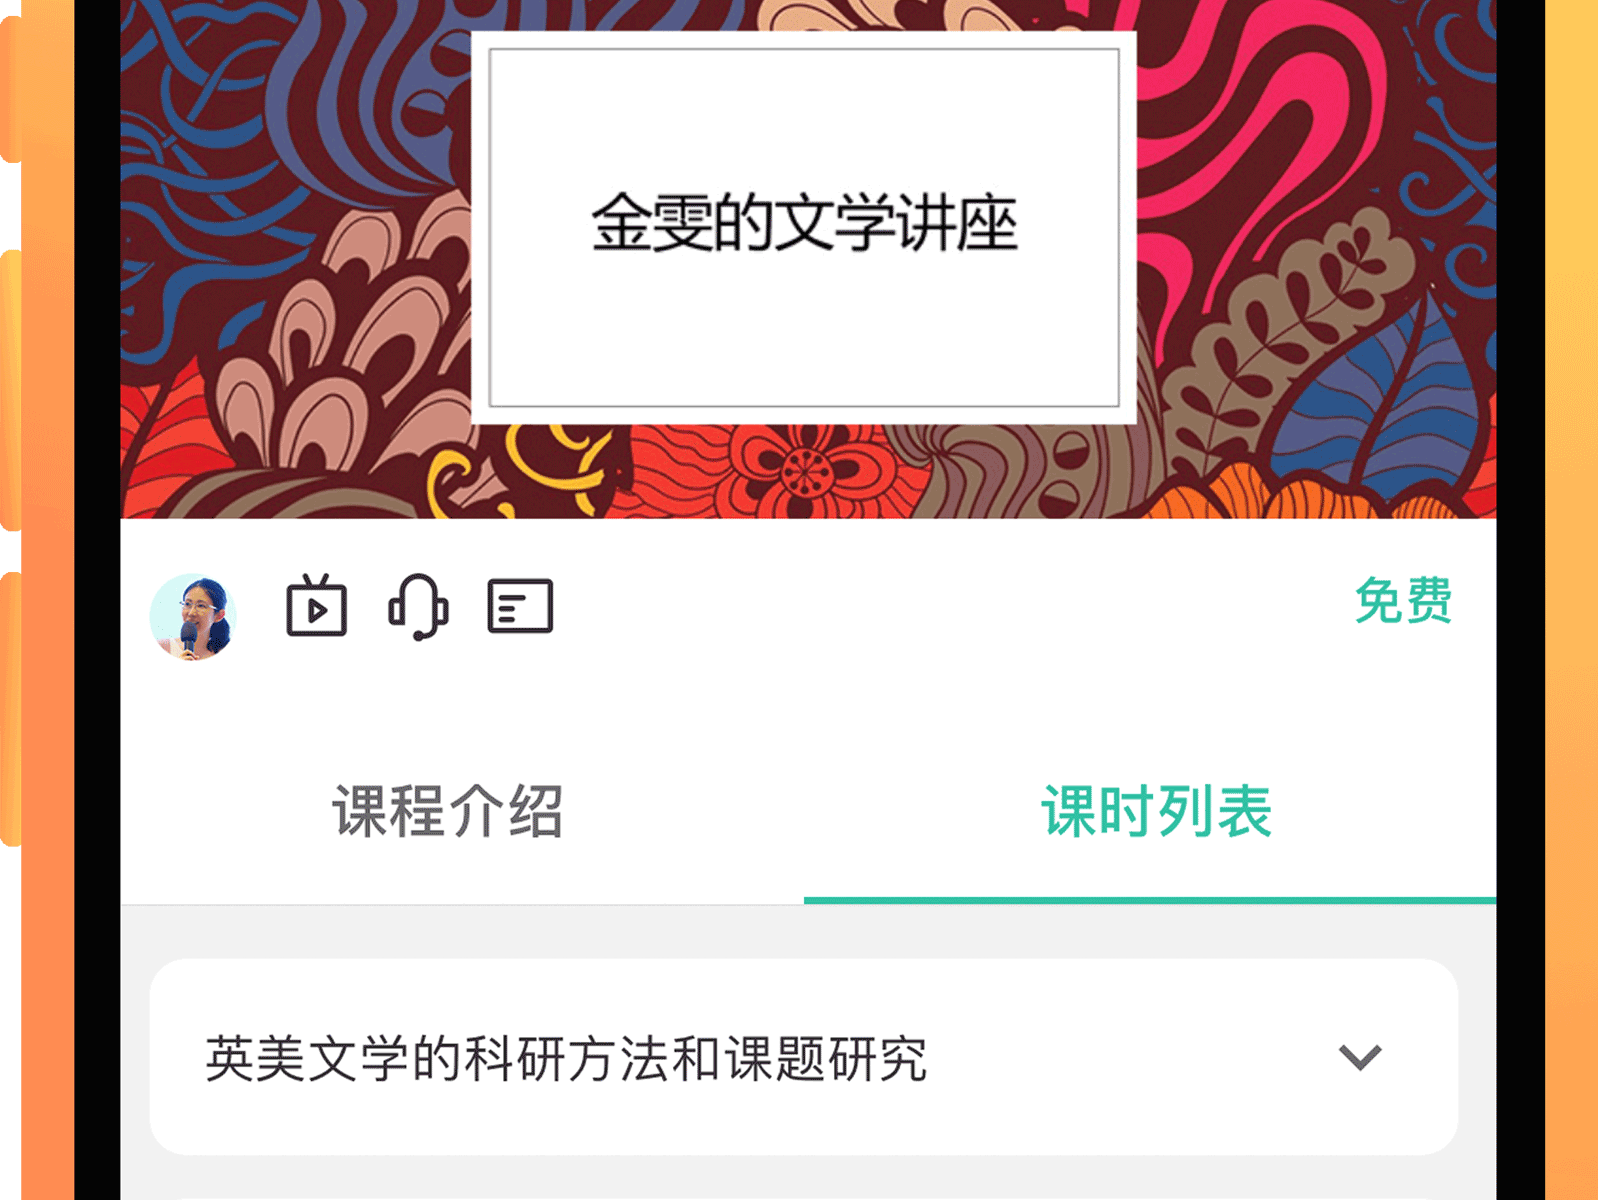 金雯的文学讲座
免费
课程介绍
课时列表
英美文学的科研方法和课题研究